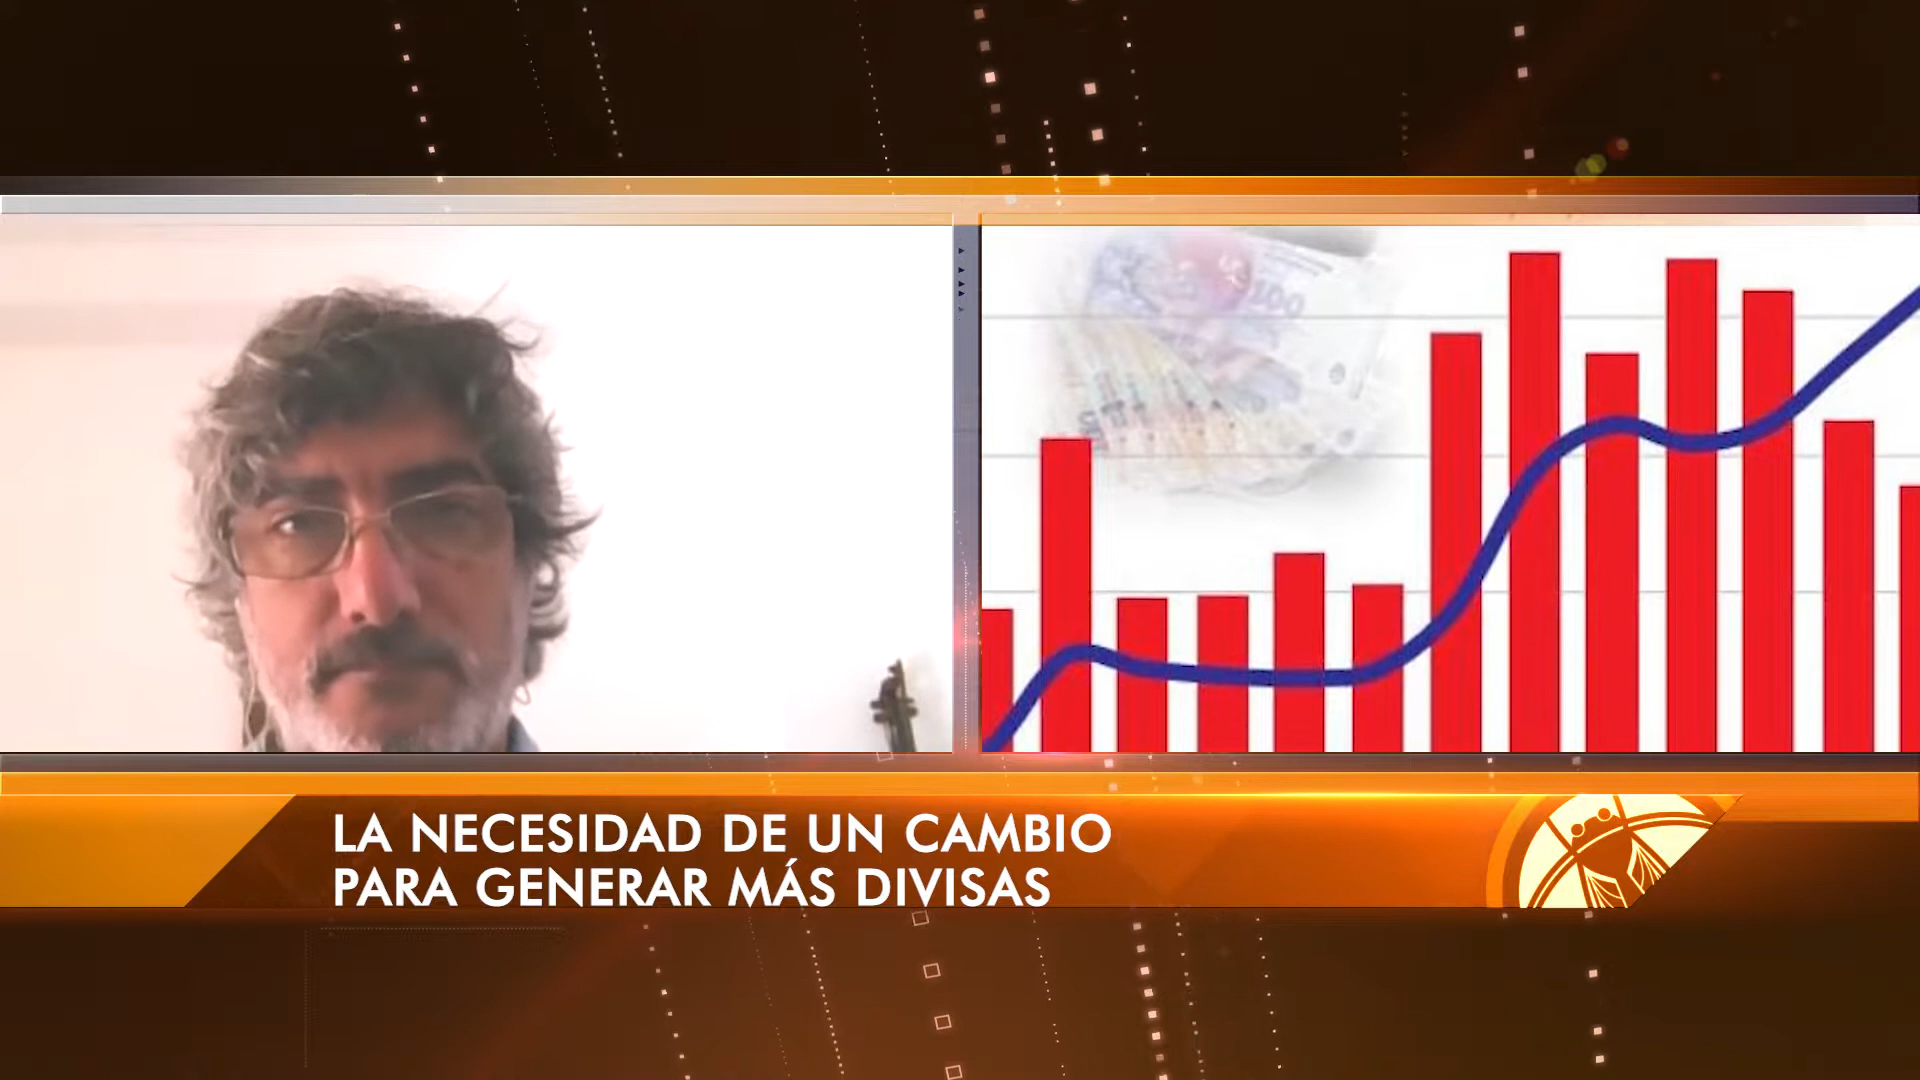 LA NECESIDAD DE UN CAMBIO
PARA GENERAR MÁS DIVISAS